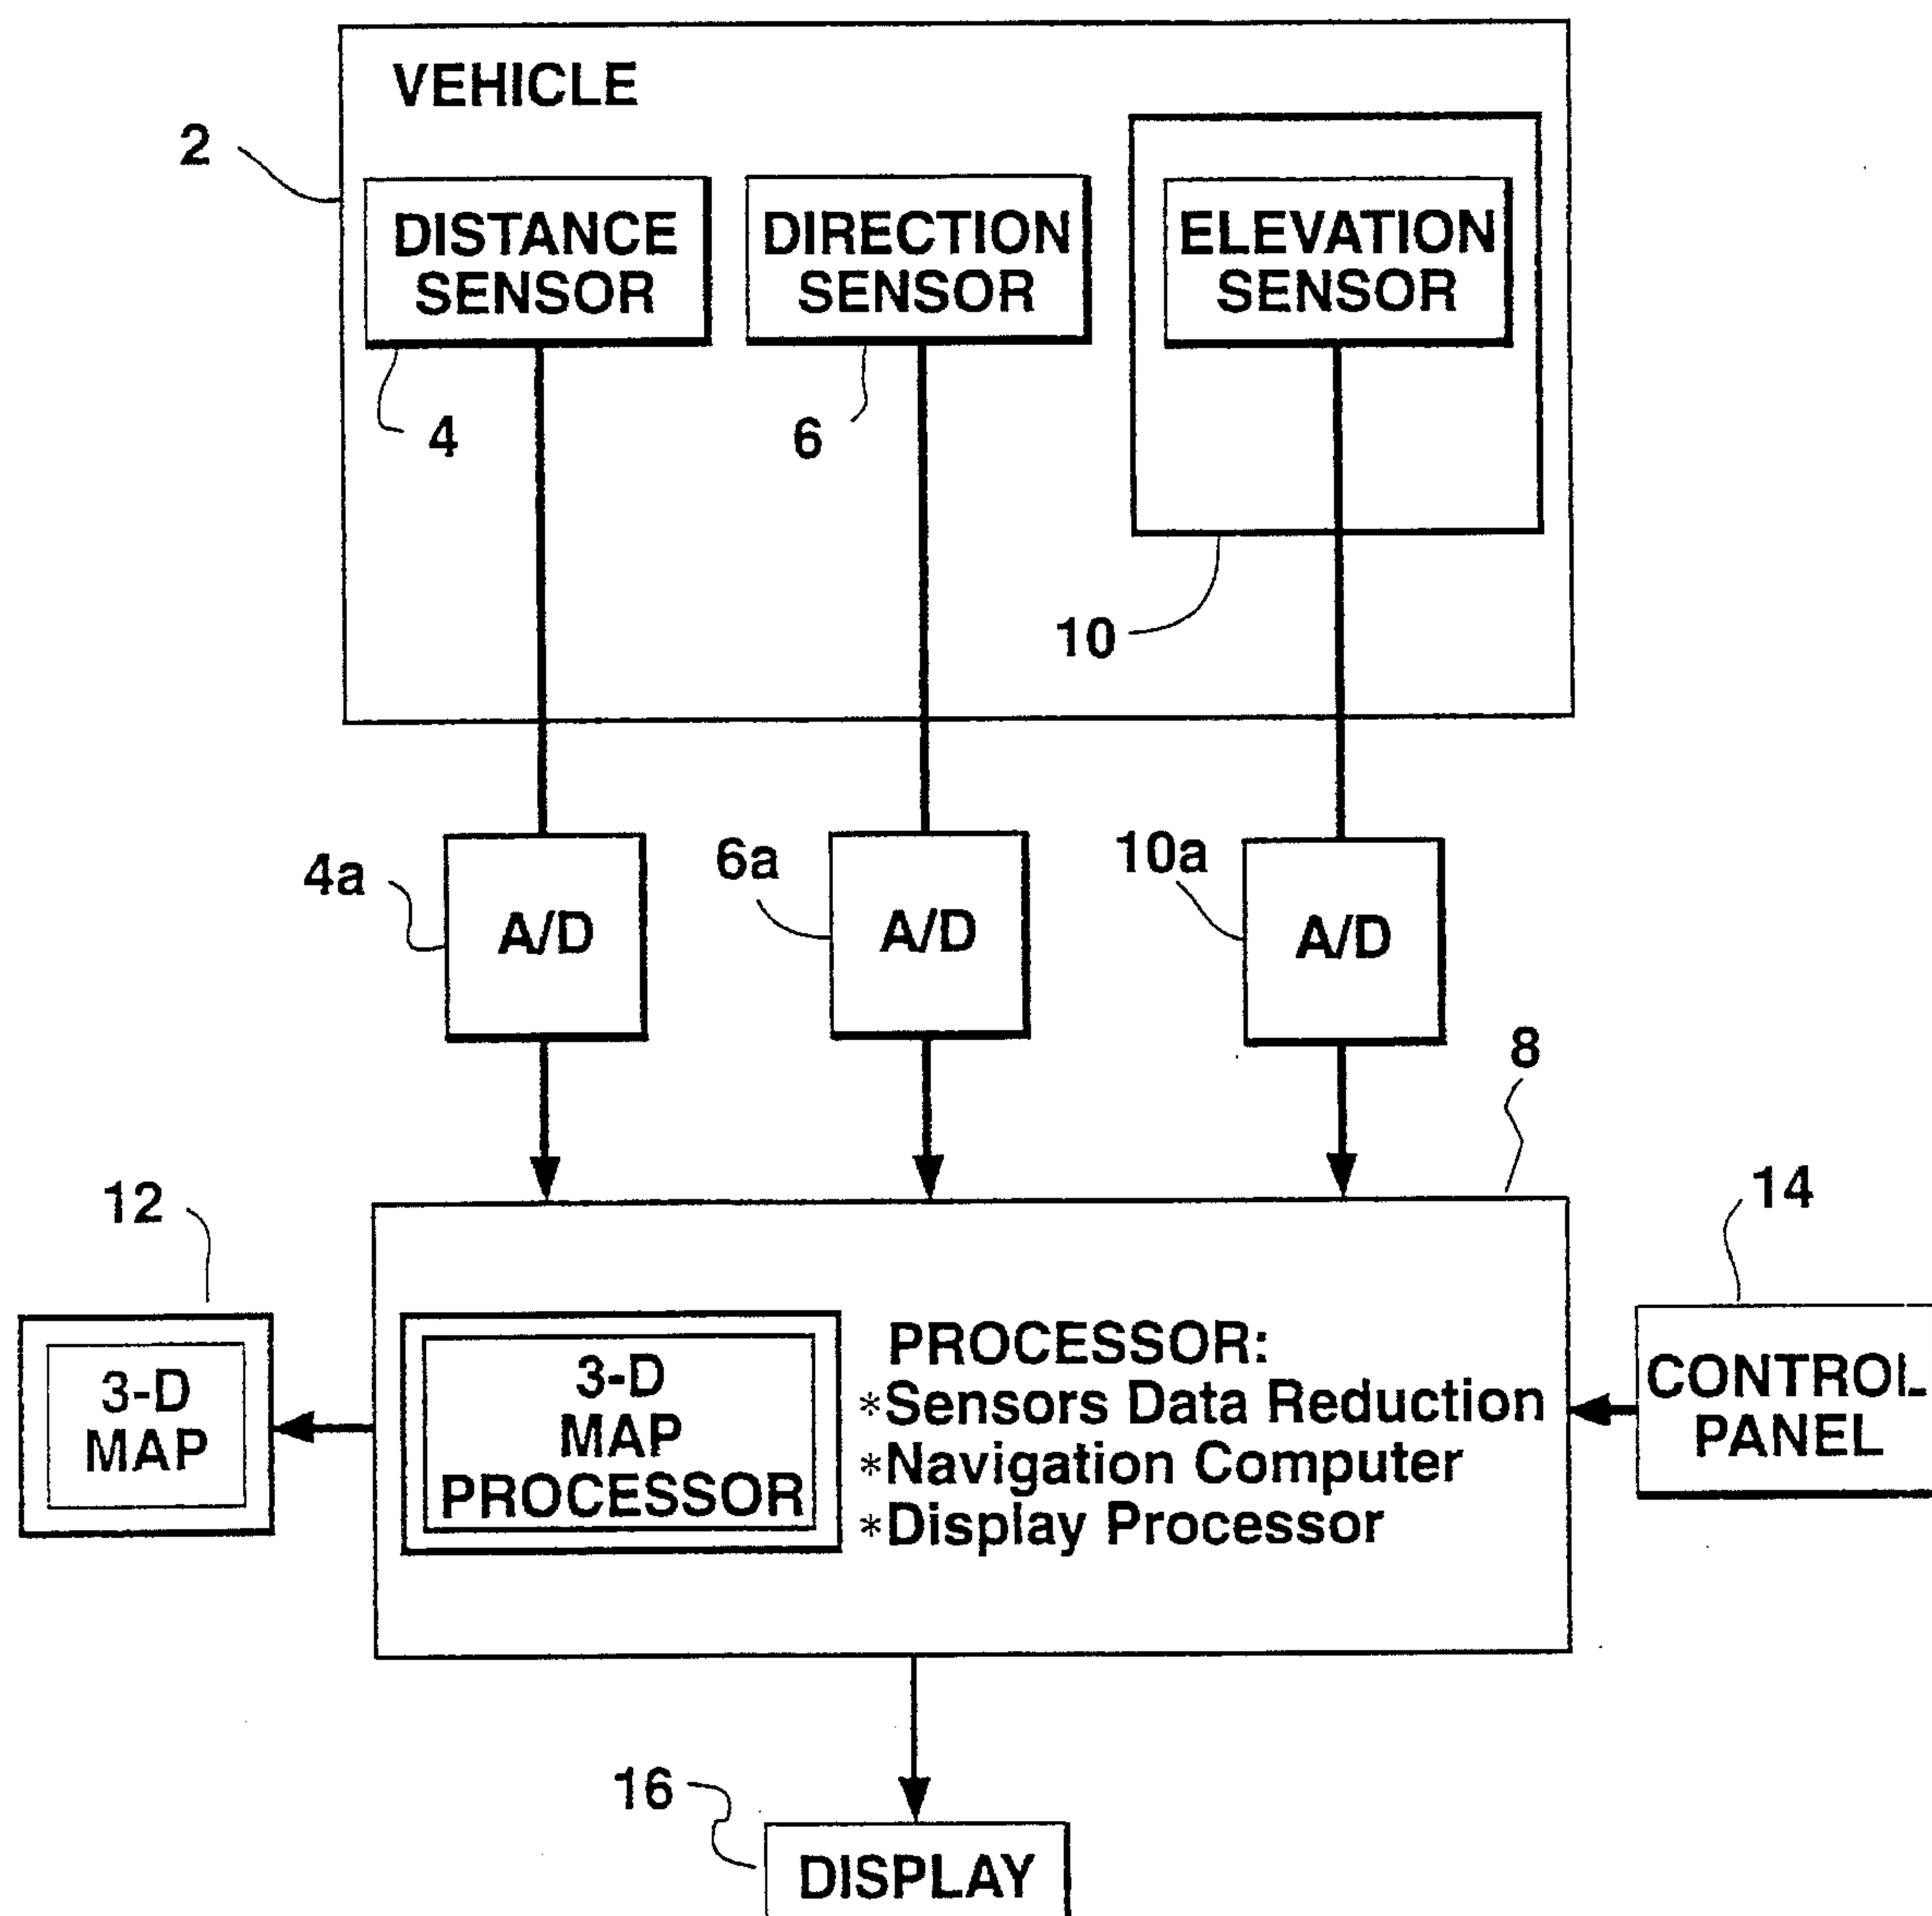 VEHICLE
2
DISTANCE
SENSOR
DIRECTION
SENSOR
ELEVATION
SENSOR
4
6
10
4a
A/D
6a
A/D
10a
A/D
8
12
14
3-D
MAP
3-D
MAP
PROCESSOR
PROCESSOR:
*Sensors Data Reduction
*Navigation Computer
*Display Processor
CONTROL
PANEL
16
DISPLAY